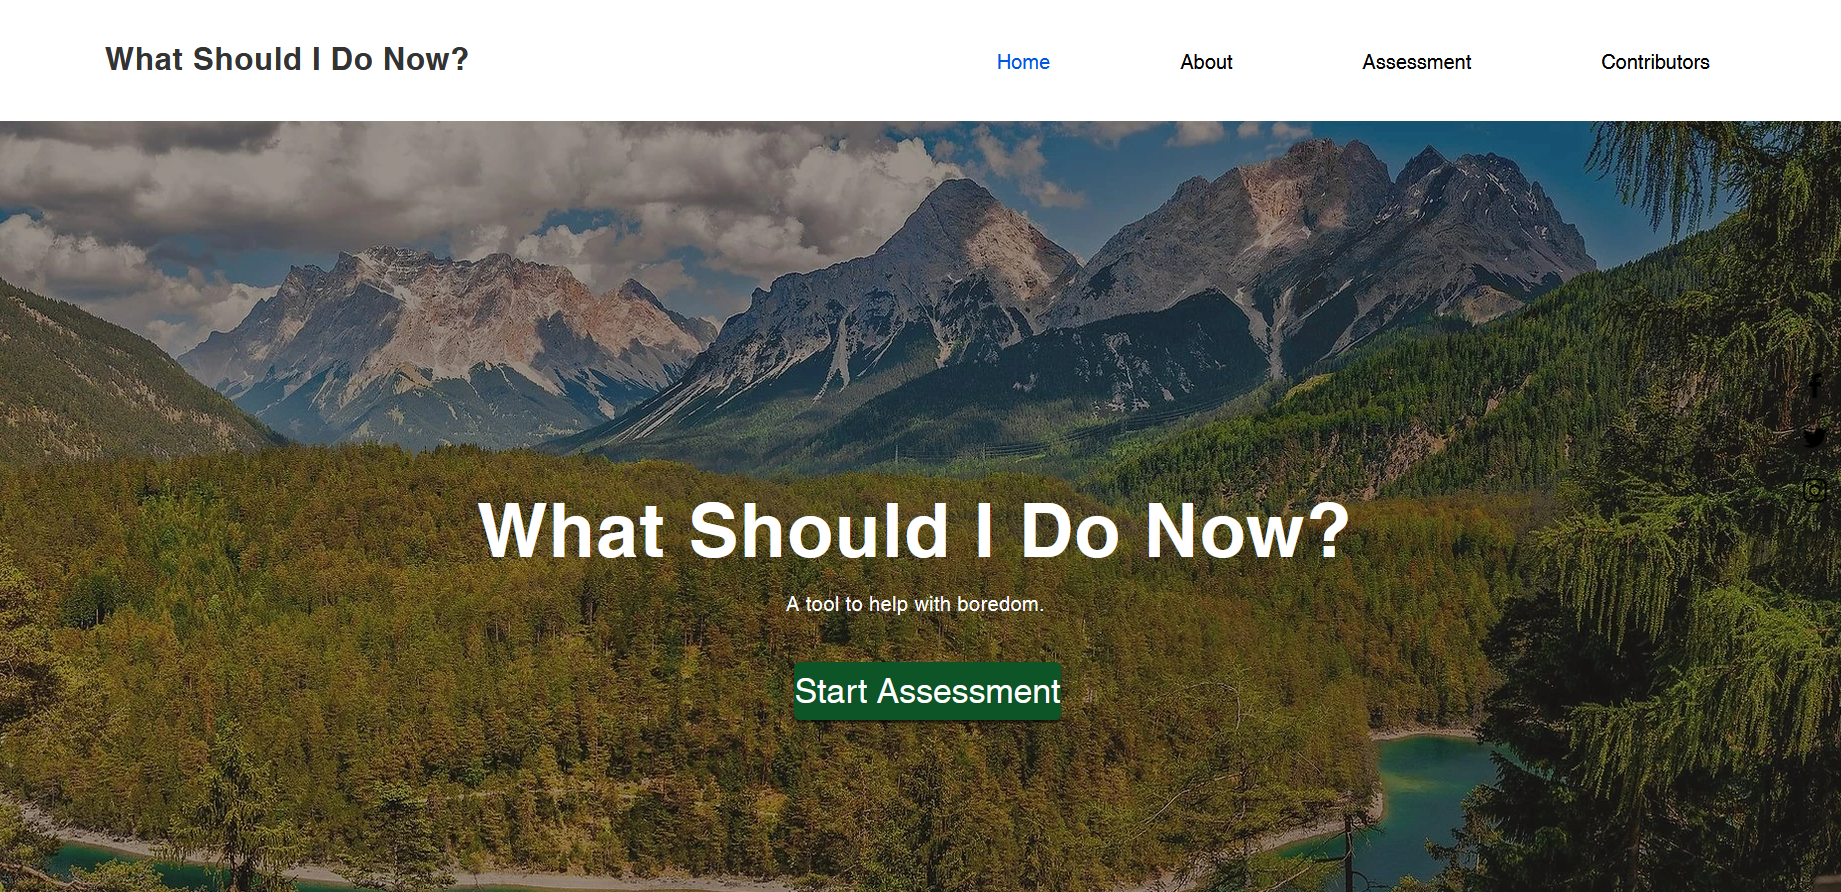 What Should I Do Now?
Home
About
Assessment
Contributors
What Should I Do Now?
A tool to help with boredom.
Start Assessment